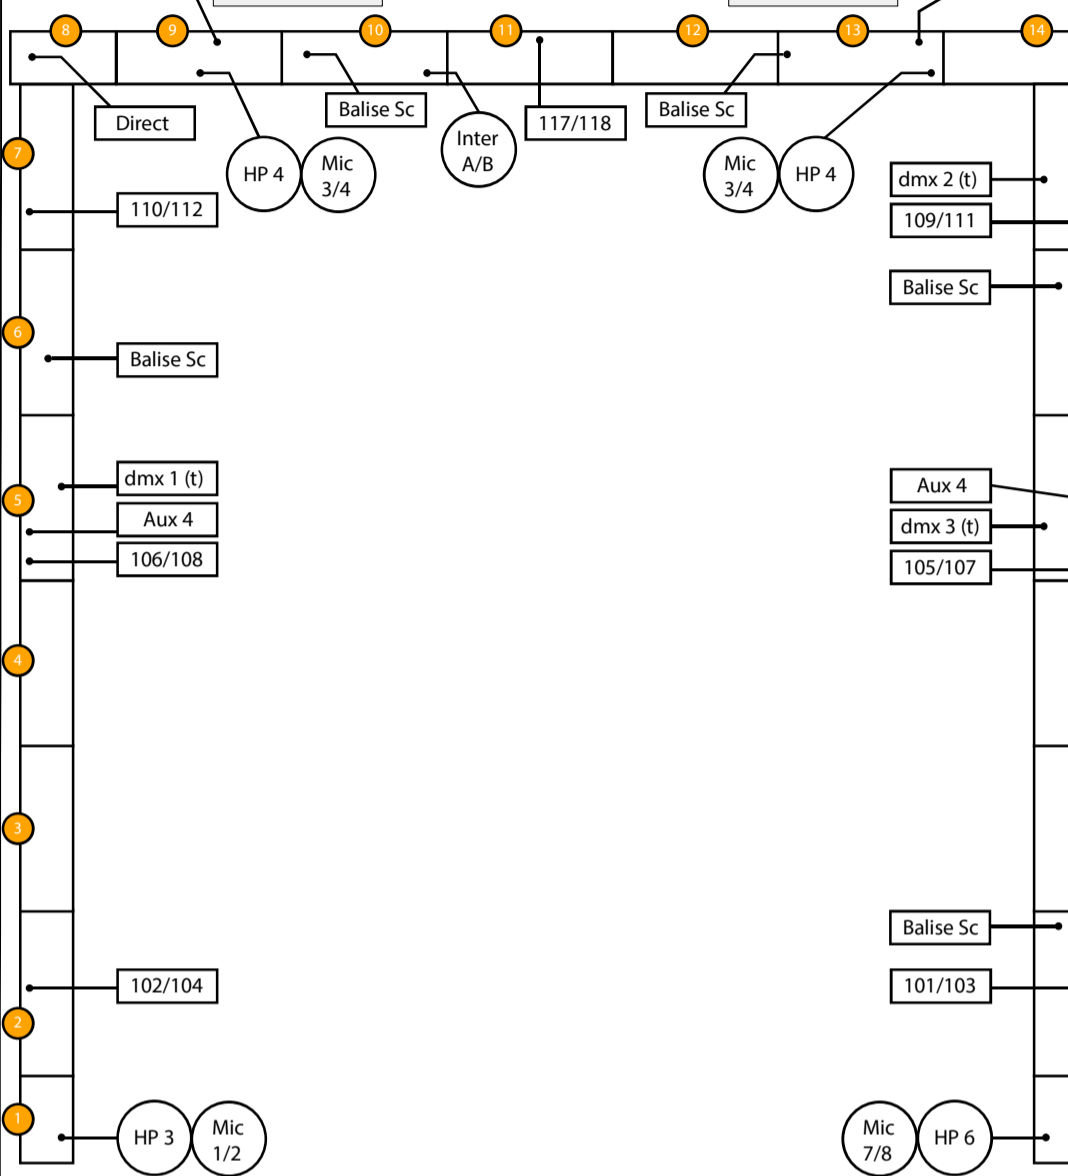 8
9
10
11
12
13
14
Direct
Balise Sc
117/118
Balise Sc
Inter
A/B
7
HP 4
Mic
3/4
Mic
3/4
HP 4
dmx 2 (t)
110/112
109/111
Balise Sc
6
Balise Sc
dmx 1 (t)
Aux 4
5
Aux 4
dmx 3 (t)
106/108
105/107
4
3
Balise Sc
102/104
101/103
2
1
HP 3
Mic
1/2
Mic
7/8
HP 6